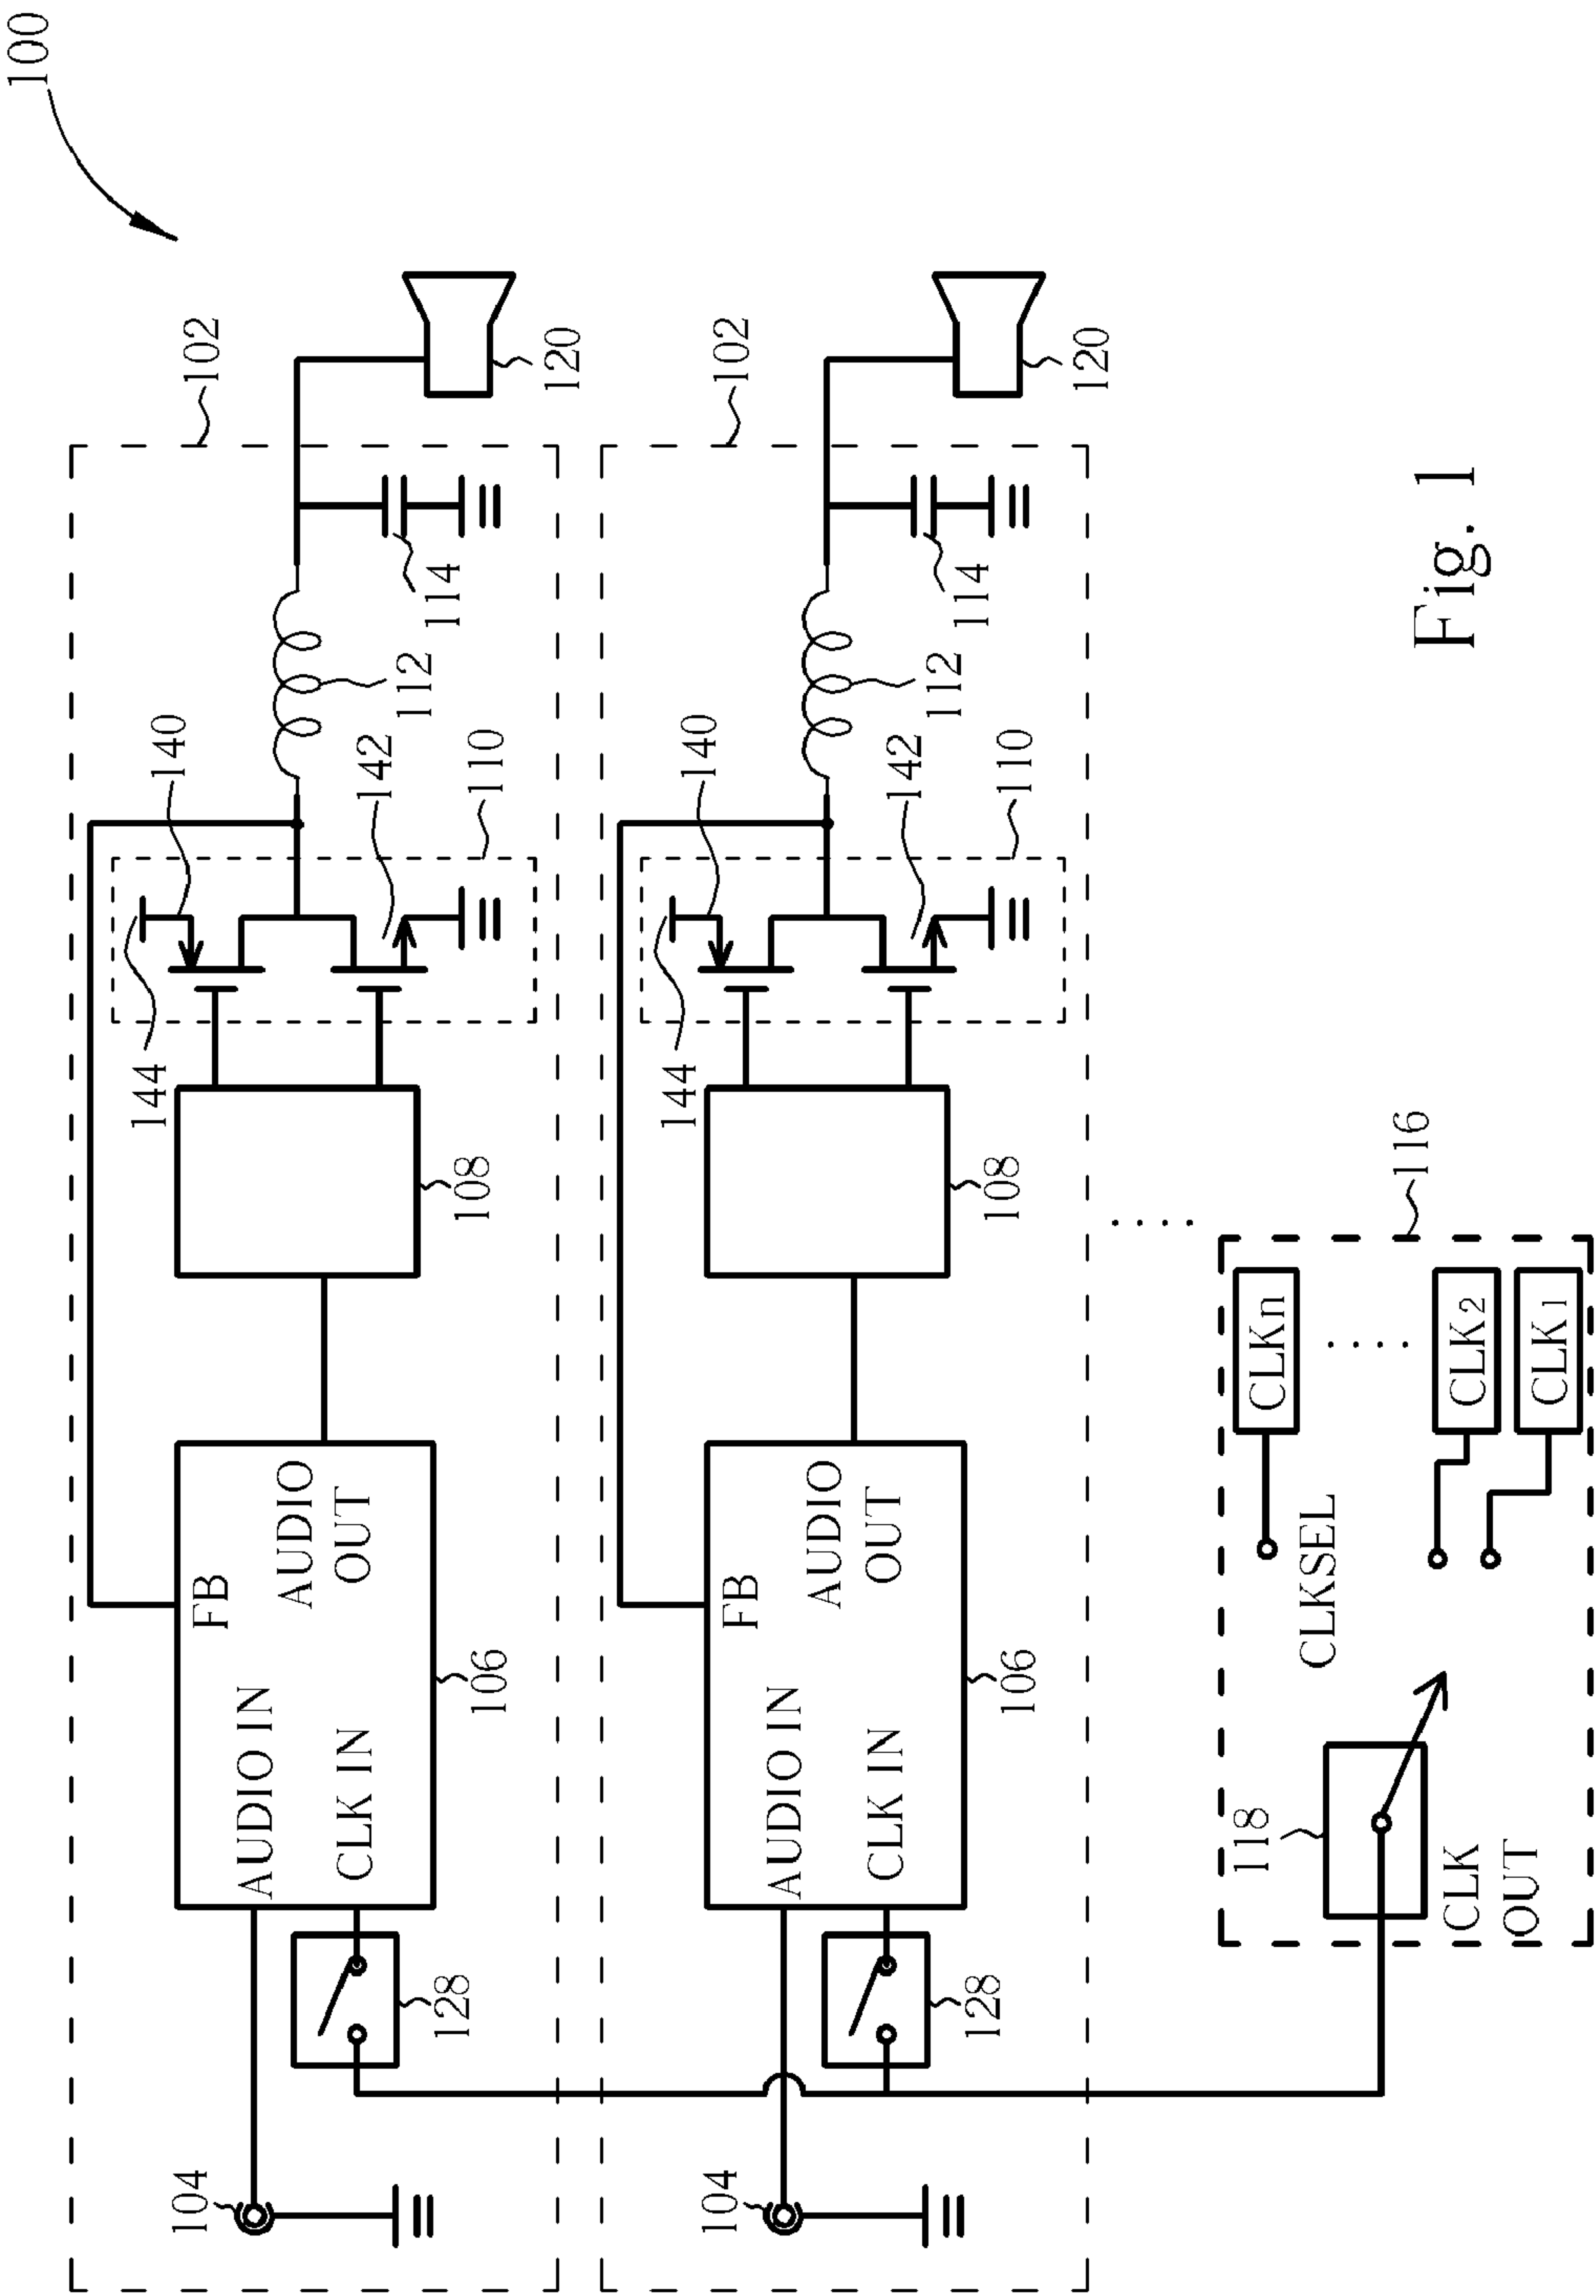 100
102
140
144
142
110
112
114
120
108
FB
AUDIO IN
AUDIO
OUT
CLK IN
106
128
104
102
140
144
142
110
112
114
120
108
FB
AUDIO IN
AUDIO
OUT
CLK IN
106
128
104
116
118
CLK
OUT
CLKSEL
CLKn
CLK2
CLK1
Fig. 1